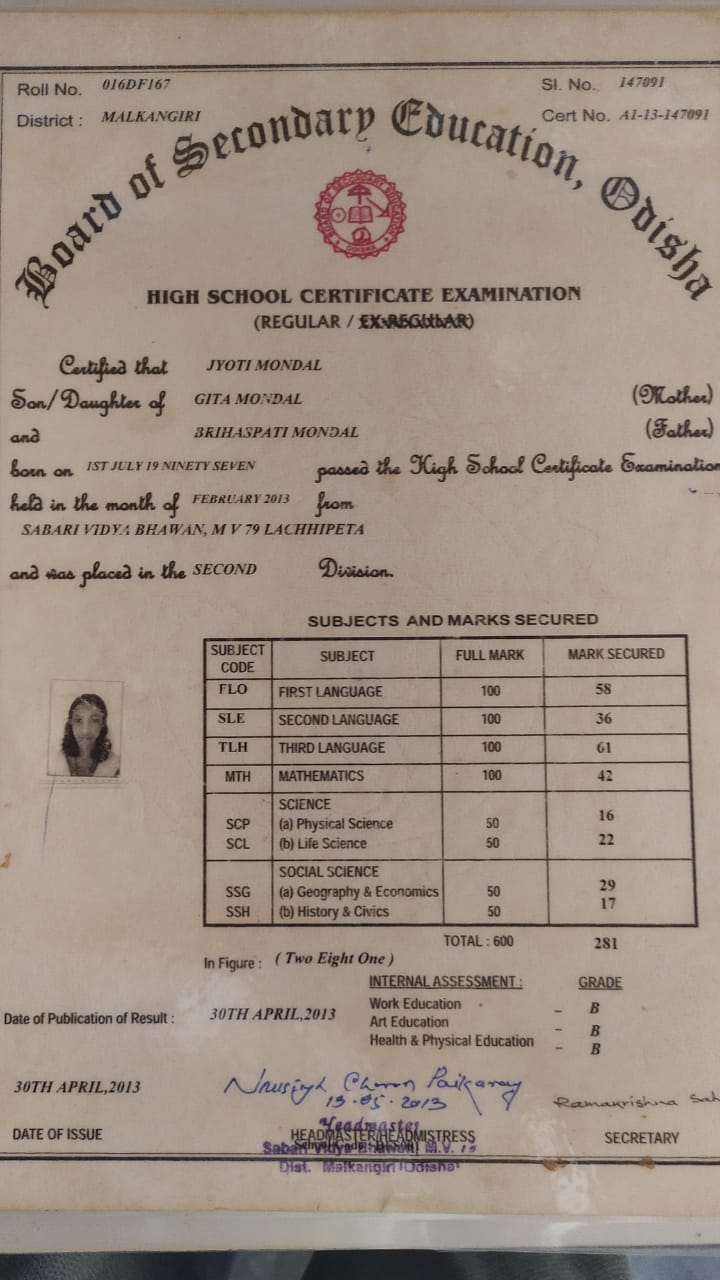 Roll No. 016DF167
Sl. No. 147091
District : MALKANGIRI
Cert No. A1-13-147091
Board of Secondary Education, Odisha
BOARD OF SECONDARY EDUCATION
ODISHA
HIGH SCHOOL CERTIFICATE EXAMINATION
(REGULAR / EX-REGULAR)
Certified that JYOTI MONDAL
Son/Daughter of GITA MONDAL (Mother)
and BRIHASPATI MONDAL (Father)
born on 1ST JULY 19 NINETY SEVEN passed the High School Certificate Examination
held in the month of FEBRUARY 2013 from
SABARI VIDYA BHAWAN, M V 79 LACHHIPETA
and was placed in the SECOND Division.
SUBJECTS AND MARKS SECURED
SUBJECT CODE SUBJECT FULL MARK MARK SECURED
FLO FIRST LANGUAGE 100 58
SLE SECOND LANGUAGE 100 36
TLH THIRD LANGUAGE 100 61
MTH MATHEMATICS 100 42
SCIENCE
SCP (a) Physical Science 50 16
SCL (b) Life Science 50 22
SOCIAL SCIENCE
SSG (a) Geography & Economics 50 29
SSH (b) History & Civics 50 17
TOTAL : 600 281
In Figure : ( Two Eight One )
INTERNAL ASSESSMENT : GRADE
Work Education – B
Art Education – B
Health & Physical Education – B
Date of Publication of Result : 30TH APRIL,2013
30TH APRIL,2013
Nrusingh Charan Paikaray
13.05.2013
Ramakrishna Sah
Headmaster
DATE OF ISSUE
HEADMASTER/HEADMISTRESS
SECRETARY
School Code
Sabari Vidya Bhawan M.V.
Dist. Malkangiri (Odisha)